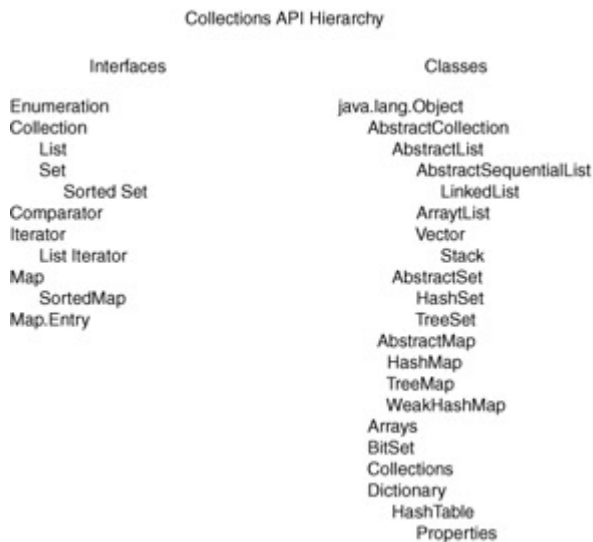 Collections API Hierarchy
Interfaces
Enumeration
Collection
List
Set
Sorted Set
Comparator
Iterator
List Iterator
Map
SortedMap
Map.Entry
Classes
java.lang.Object
AbstractCollection
AbstractList
AbstractSequentialList
LinkedList
ArraytList
Vector
Stack
AbstractSet
HashSet
TreeSet
AbstractMap
HashMap
TreeMap
WeakHashMap
Arrays
BitSet
Collections
Dictionary
HashTable
Properties